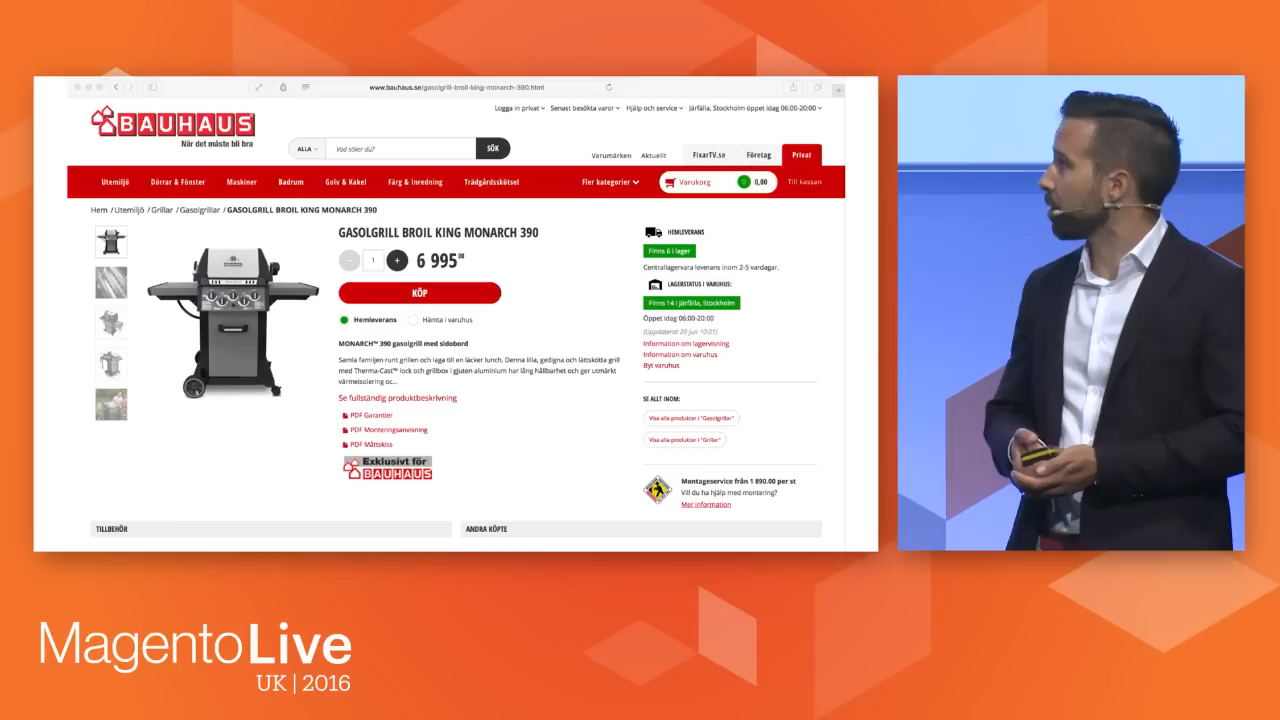 www.bauhaus.se/gasolgrill-broil-king-monarch-390.html
Logga in privat Senast besökta varor Hjälp och service Järfälla, Stockholm öppet idag 06:00-20:00
BAUHAUS
När det måste bli bra
ALLA
Vad söker du?
SÖK
Varumärken Aktuellt FixarTV.se Företag Privat
Utemiljö Dörrar & Fönster Maskiner Badrum Golv & Kakel Färg & Inredning Trädgårdsskötsel Fler kategorier Varukorg 0 0,00 Till kassan
Hem /Utemiljö /Grillar /Gasolgrillar /GASOLGRILL BROIL KING MONARCH 390
GASOLGRILL BROIL KING MONARCH 390
- 1 + 6 995⁰⁰
KÖP
Hemleverans Hämta i varuhus
MONARCH™ 390 gasolgrill med sidobord
Samla familjen runt grillen och laga till en läcker lunch. Denna lilla, gedigna och lättskötta grill
med Therma-Cast™ lock och grillbox i gjuten aluminium har lång hållbarhet och ger utmärkt
värmeisolering oc...
Se fullständig produktbeskrivning
PDF Garantier
PDF Monteringsanvisning
PDF Måttskiss
Exklusivt för
BAUHAUS
HEMLEVERANS
Finns 6 i lager
Centrallagervara leverans inom 2-5 vardagar.
LAGERSTATUS I VARUHUS:
Finns 14 i Järfälla, Stockholm
Öppet idag 06:00-20:00
(Uppdaterat 20 jun 10:01)
Information om lagervisning
Information om varuhus
Byt varuhus
SE ALLT INOM:
Visa alla produkter i "Gasolgrillar"
Visa alla produkter i "Grillar"
Montageservice från 1 890.00 per st
Vill du ha hjälp med montering?
Mer information
TILLBEHÖR
ANDRA KÖPTE
MagentoLive
UK | 2016